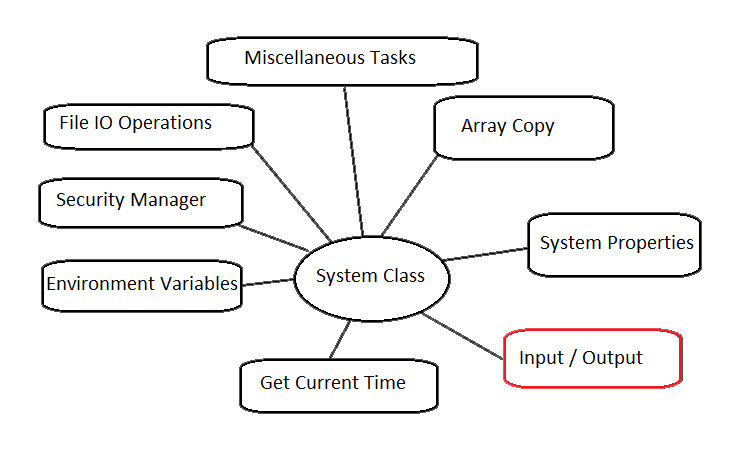 Miscellaneous Tasks
File IO Operations
Array Copy
Security Manager
System Properties
System Class
Environment Variables
Input / Output
Get Current Time